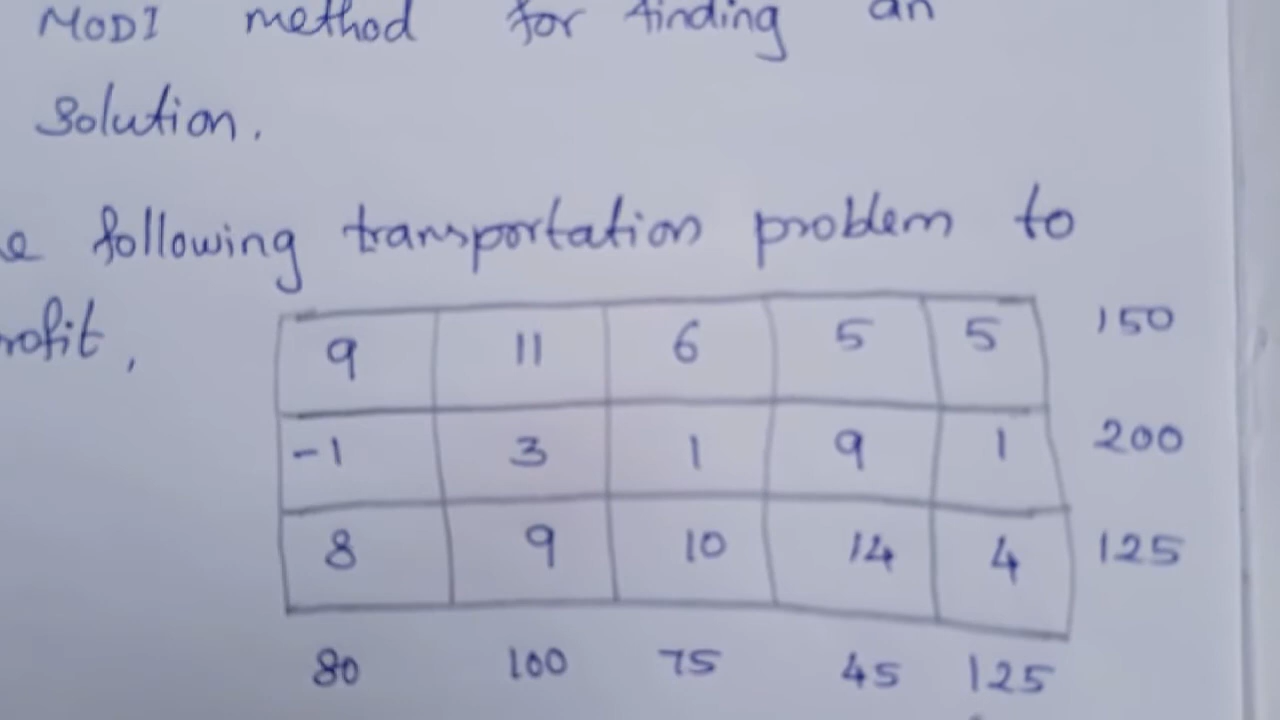 MODI method for finding an
solution.
following transportation problem to
9 11 6 5 5 150
-1 3 1 9 1 200
8 9 10 14 4 125
80 100 75 45 125